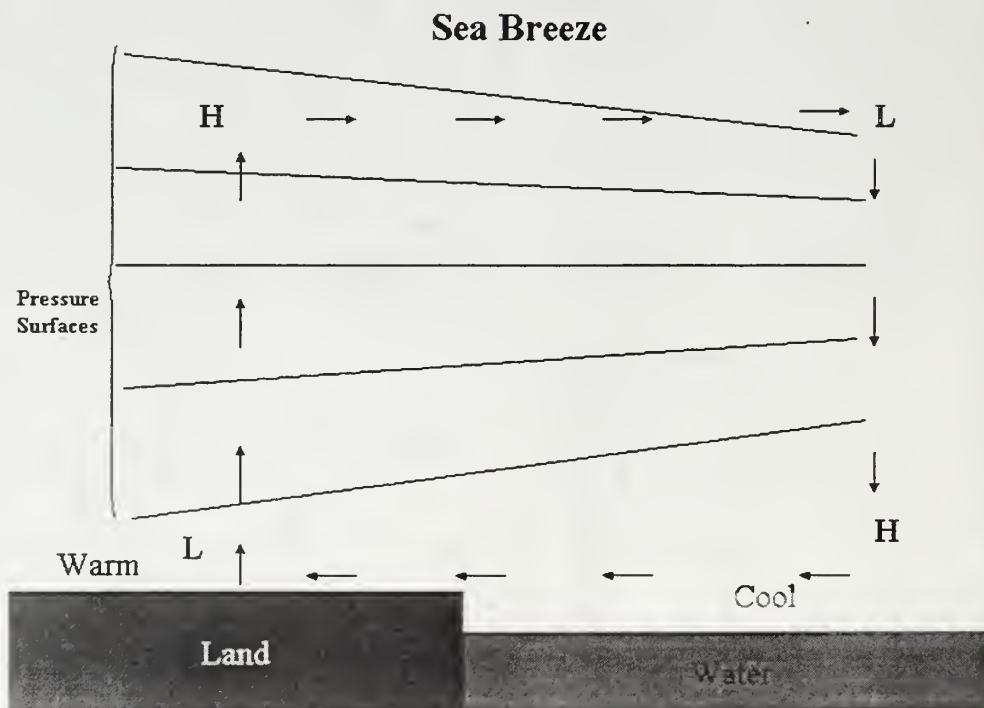 Sea Breeze
H
L
Pressure
Surfaces
L
H
Warm
Cool
Land
Water